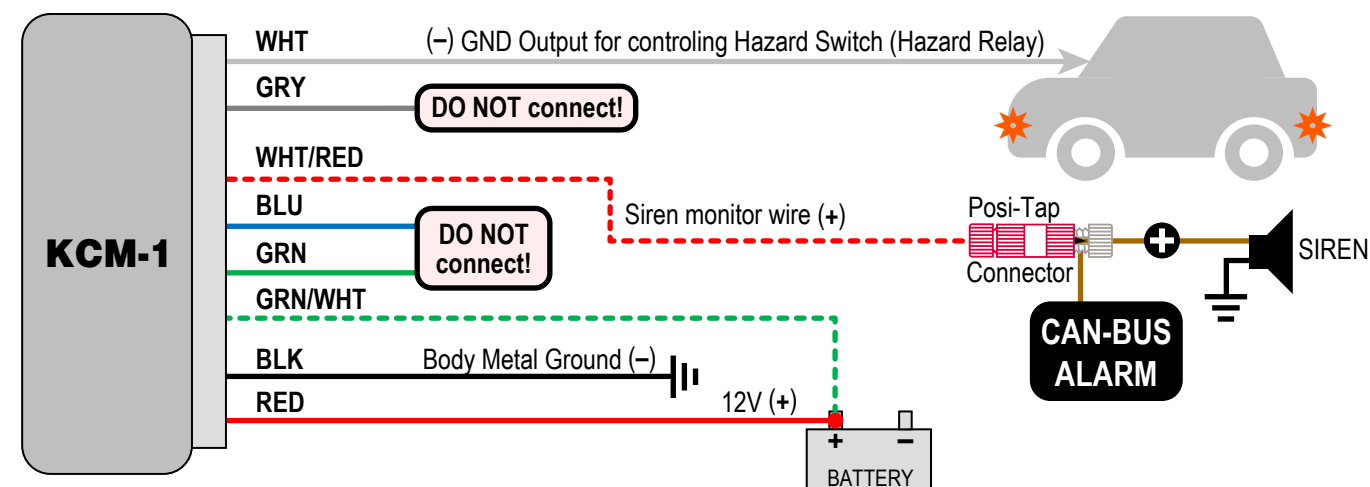 WHT
(–) GND Output for controling Hazard Switch (Hazard Relay)
GRY
DO NOT connect!
WHT/RED
BLU
DO NOT
connect!
GRN
GRN/WHT
Siren monitor wire (+)
Posi-Tap
Connector
+
SIREN
CAN-BUS
ALARM
KCM-1
BLK
Body Metal Ground (–)
RED
12V (+)
+ –
BATTERY